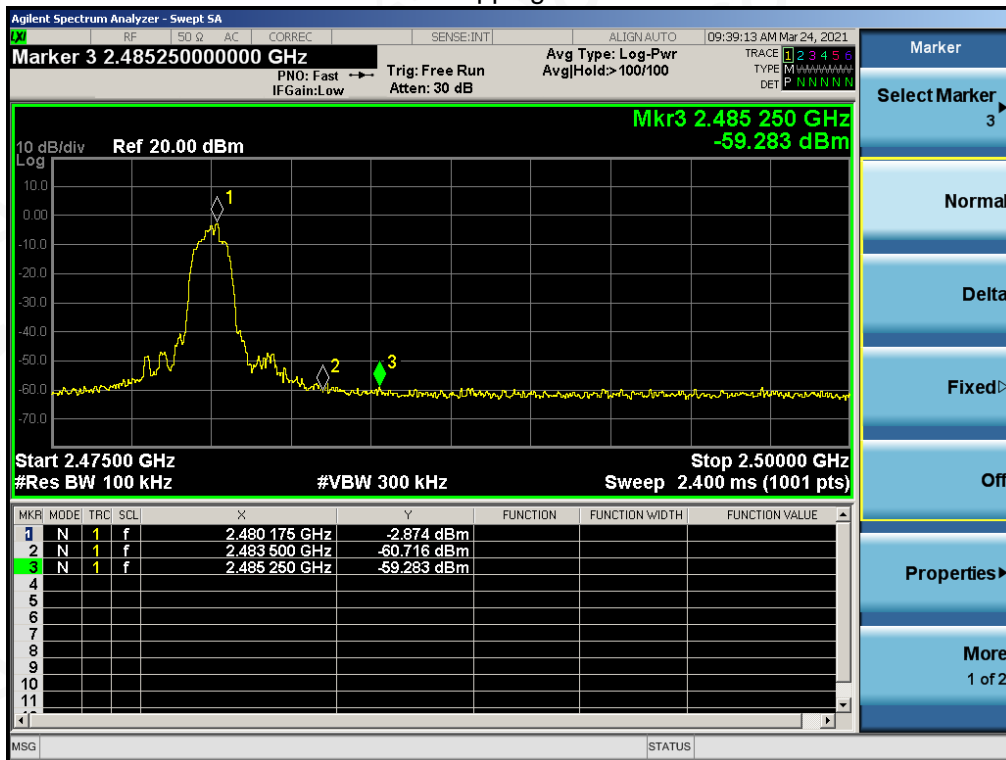 Agilent Spectrum Analyzer - Swept SA
LXI RF 50 Ω AC CORREC SENSE:INT ALIGN AUTO 09:39:13 AM Mar 24, 2021
Marker 3 2.485250000000 GHz
PNO: Fast
IFGain:Low
Trig: Free Run
Atten: 30 dB
Avg Type: Log-Pwr
Avg|Hold:>100/100
TRACE 1 2 3 4 5 6
TYPE M WWWWW
DET P N N N N N
Mkr3 2.485 250 GHz
-59.283 dBm
10 dB/div Ref 20.00 dBm
Log
10.0
0.00
-10.0
-20.0
-30.0
-40.0
-50.0
-60.0
-70.0
1
2
3
Start 2.47500 GHz Stop 2.50000 GHz
#Res BW 100 kHz #VBW 300 kHz Sweep 2.400 ms (1001 pts)
MKR MODE TRC SCL X Y FUNCTION FUNCTION WIDTH FUNCTION VALUE
1 N 1 f 2.480 175 GHz -2.874 dBm
2 N 1 f 2.483 500 GHz -60.716 dBm
3 N 1 f 2.485 250 GHz -59.283 dBm
4
5
6
7
8
9
10
11
MSG STATUS
Marker
Select Marker
3
Normal
Delta
Fixed
Off
Properties
More
1 of 2